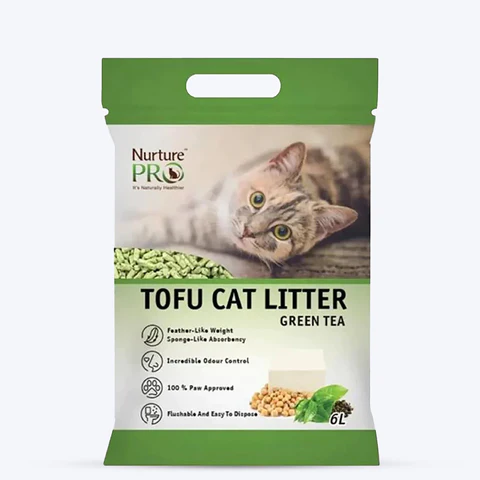 Nurture™
PRO
It's Naturally Healthier
TOFU CAT LITTER
GREEN TEA
Feather-Like Weight
Sponge-Like Absorbency
Incredible Odour Control
100 % Paw Approved
Flushable And Easy To Dispose
6L